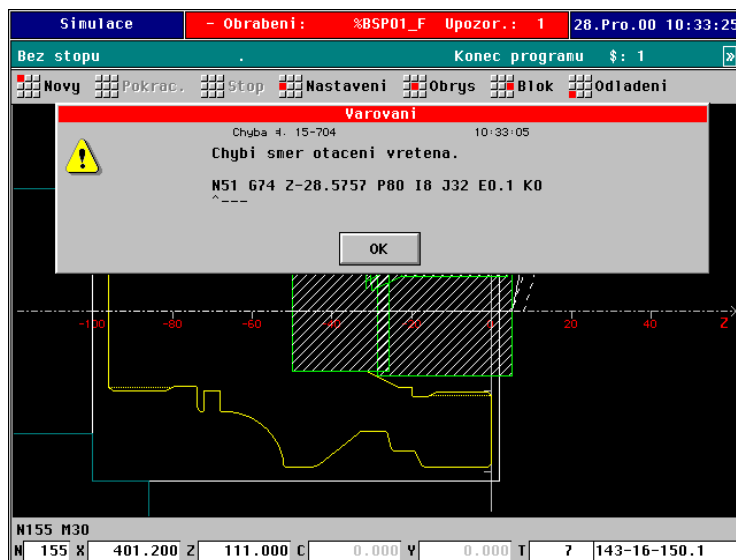 Simulace - Obrabeni: %BSP01_F Upozor.: 1 28.Pro.00 10:33:25
Bez stopu . Konec programu $: 1 »
Novy Pokrac. Stop Nastaveni Obrys Blok Odladeni
Varovani
Chyba č. 15-704 10:33:05
Chybi smer otaceni vretena.
N51 G74 Z-28.5757 P80 I8 J32 E0.1 K0
^---
OK
-100 -80 -60 -40 -20 0 20 40 Z
N155 M30
N 155 X 401.200 Z 111.000 C 0.000 Y 0.000 T 7 143-16-150.1